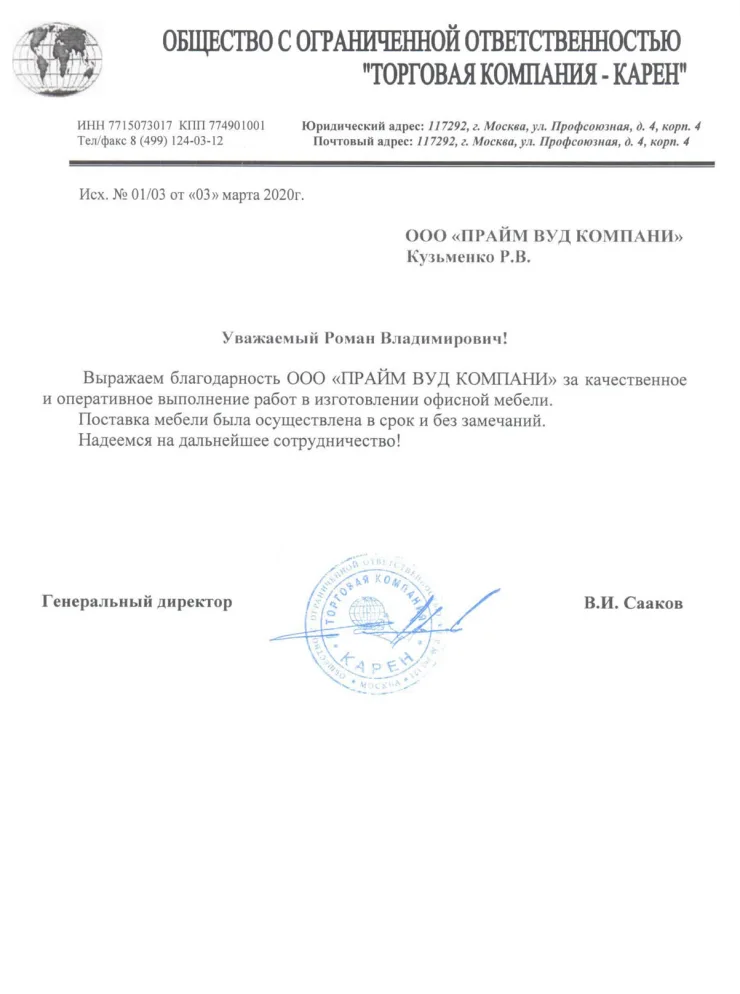 ОБЩЕСТВО С ОГРАНИЧЕННОЙ ОТВЕТСТВЕННОСТЬЮ
"ТОРГОВАЯ КОМПАНИЯ - КАРЕН"
ИНН 7715073017 КПП 774901001
Тел/факс 8 (499) 124-03-12
Юридический адрес: 117292, г. Москва, ул. Профсоюзная, д. 4, корп. 4
Почтовый адрес: 117292, г. Москва, ул. Профсоюзная, д. 4, корп. 4
Исх. № 01/03 от «03» марта 2020г.
ООО «ПРАЙМ ВУД КОМПАНИ»
Кузьменко Р.В.
Уважаемый Роман Владимирович!
Выражаем благодарность ООО «ПРАЙМ ВУД КОМПАНИ» за качественное
и оперативное выполнение работ в изготовлении офисной мебели.
Поставка мебели была осуществлена в срок и без замечаний.
Надеемся на дальнейшее сотрудничество!
Генеральный директор
В.И. Сааков
ОБЩЕСТВО С ОГРАНИЧЕННОЙ ОТВЕТСТВЕННОСТЬЮ
ТОРГОВАЯ КОМПАНИЯ
КАРЕН
МОСКВА